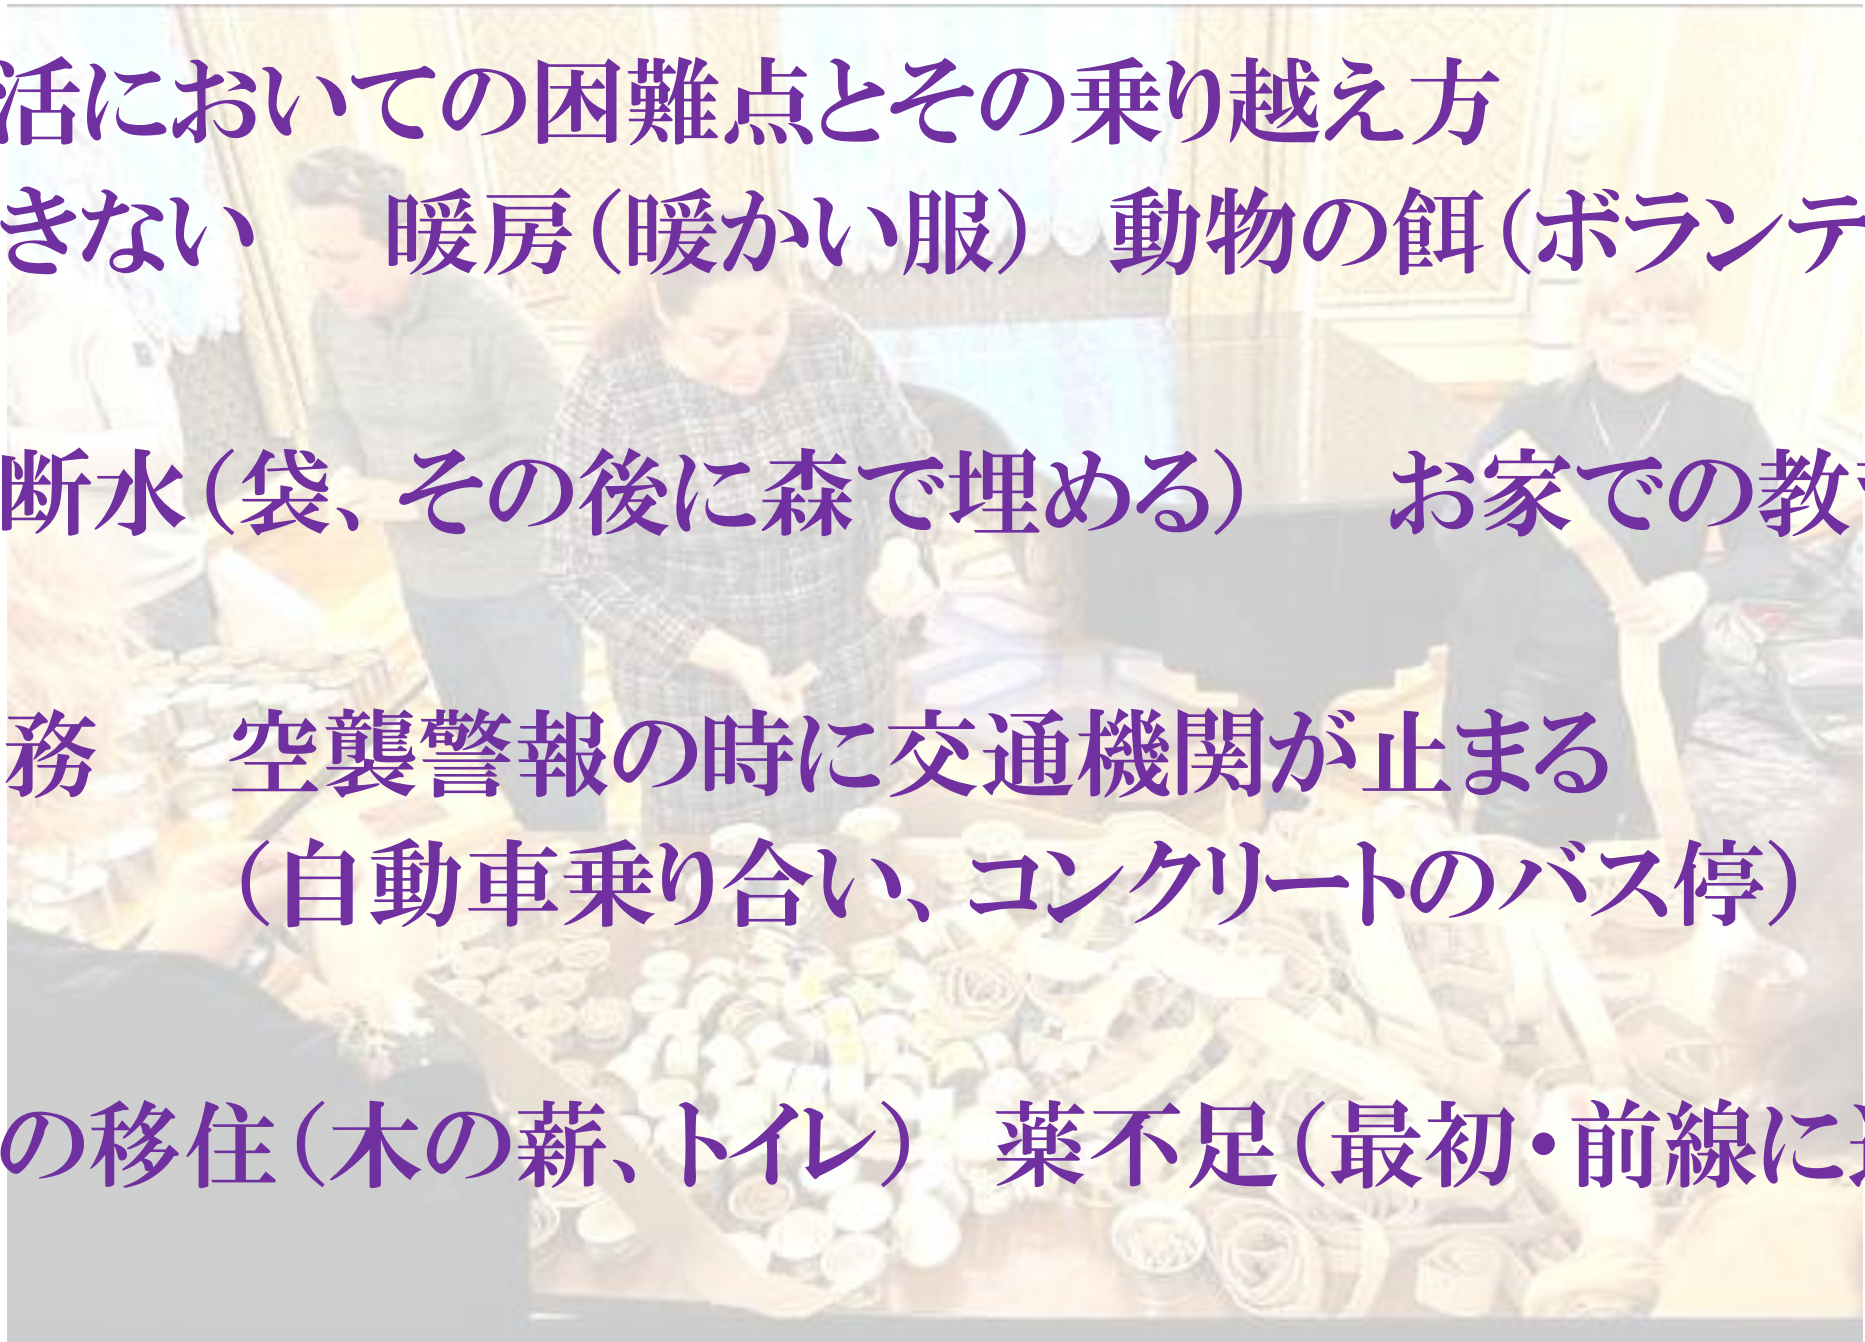 活においての困難点とその乗り越え方
きない　暖房（暖かい服）　動物の餌（ボランテ
断水（袋、その後に森で埋める）　お家での教
務　空襲警報の時に交通機関が止まる
（自動車乗り合い、コンクリートのバス停）
の移住（木の薪、トイレ）　薬不足（最初・前線に